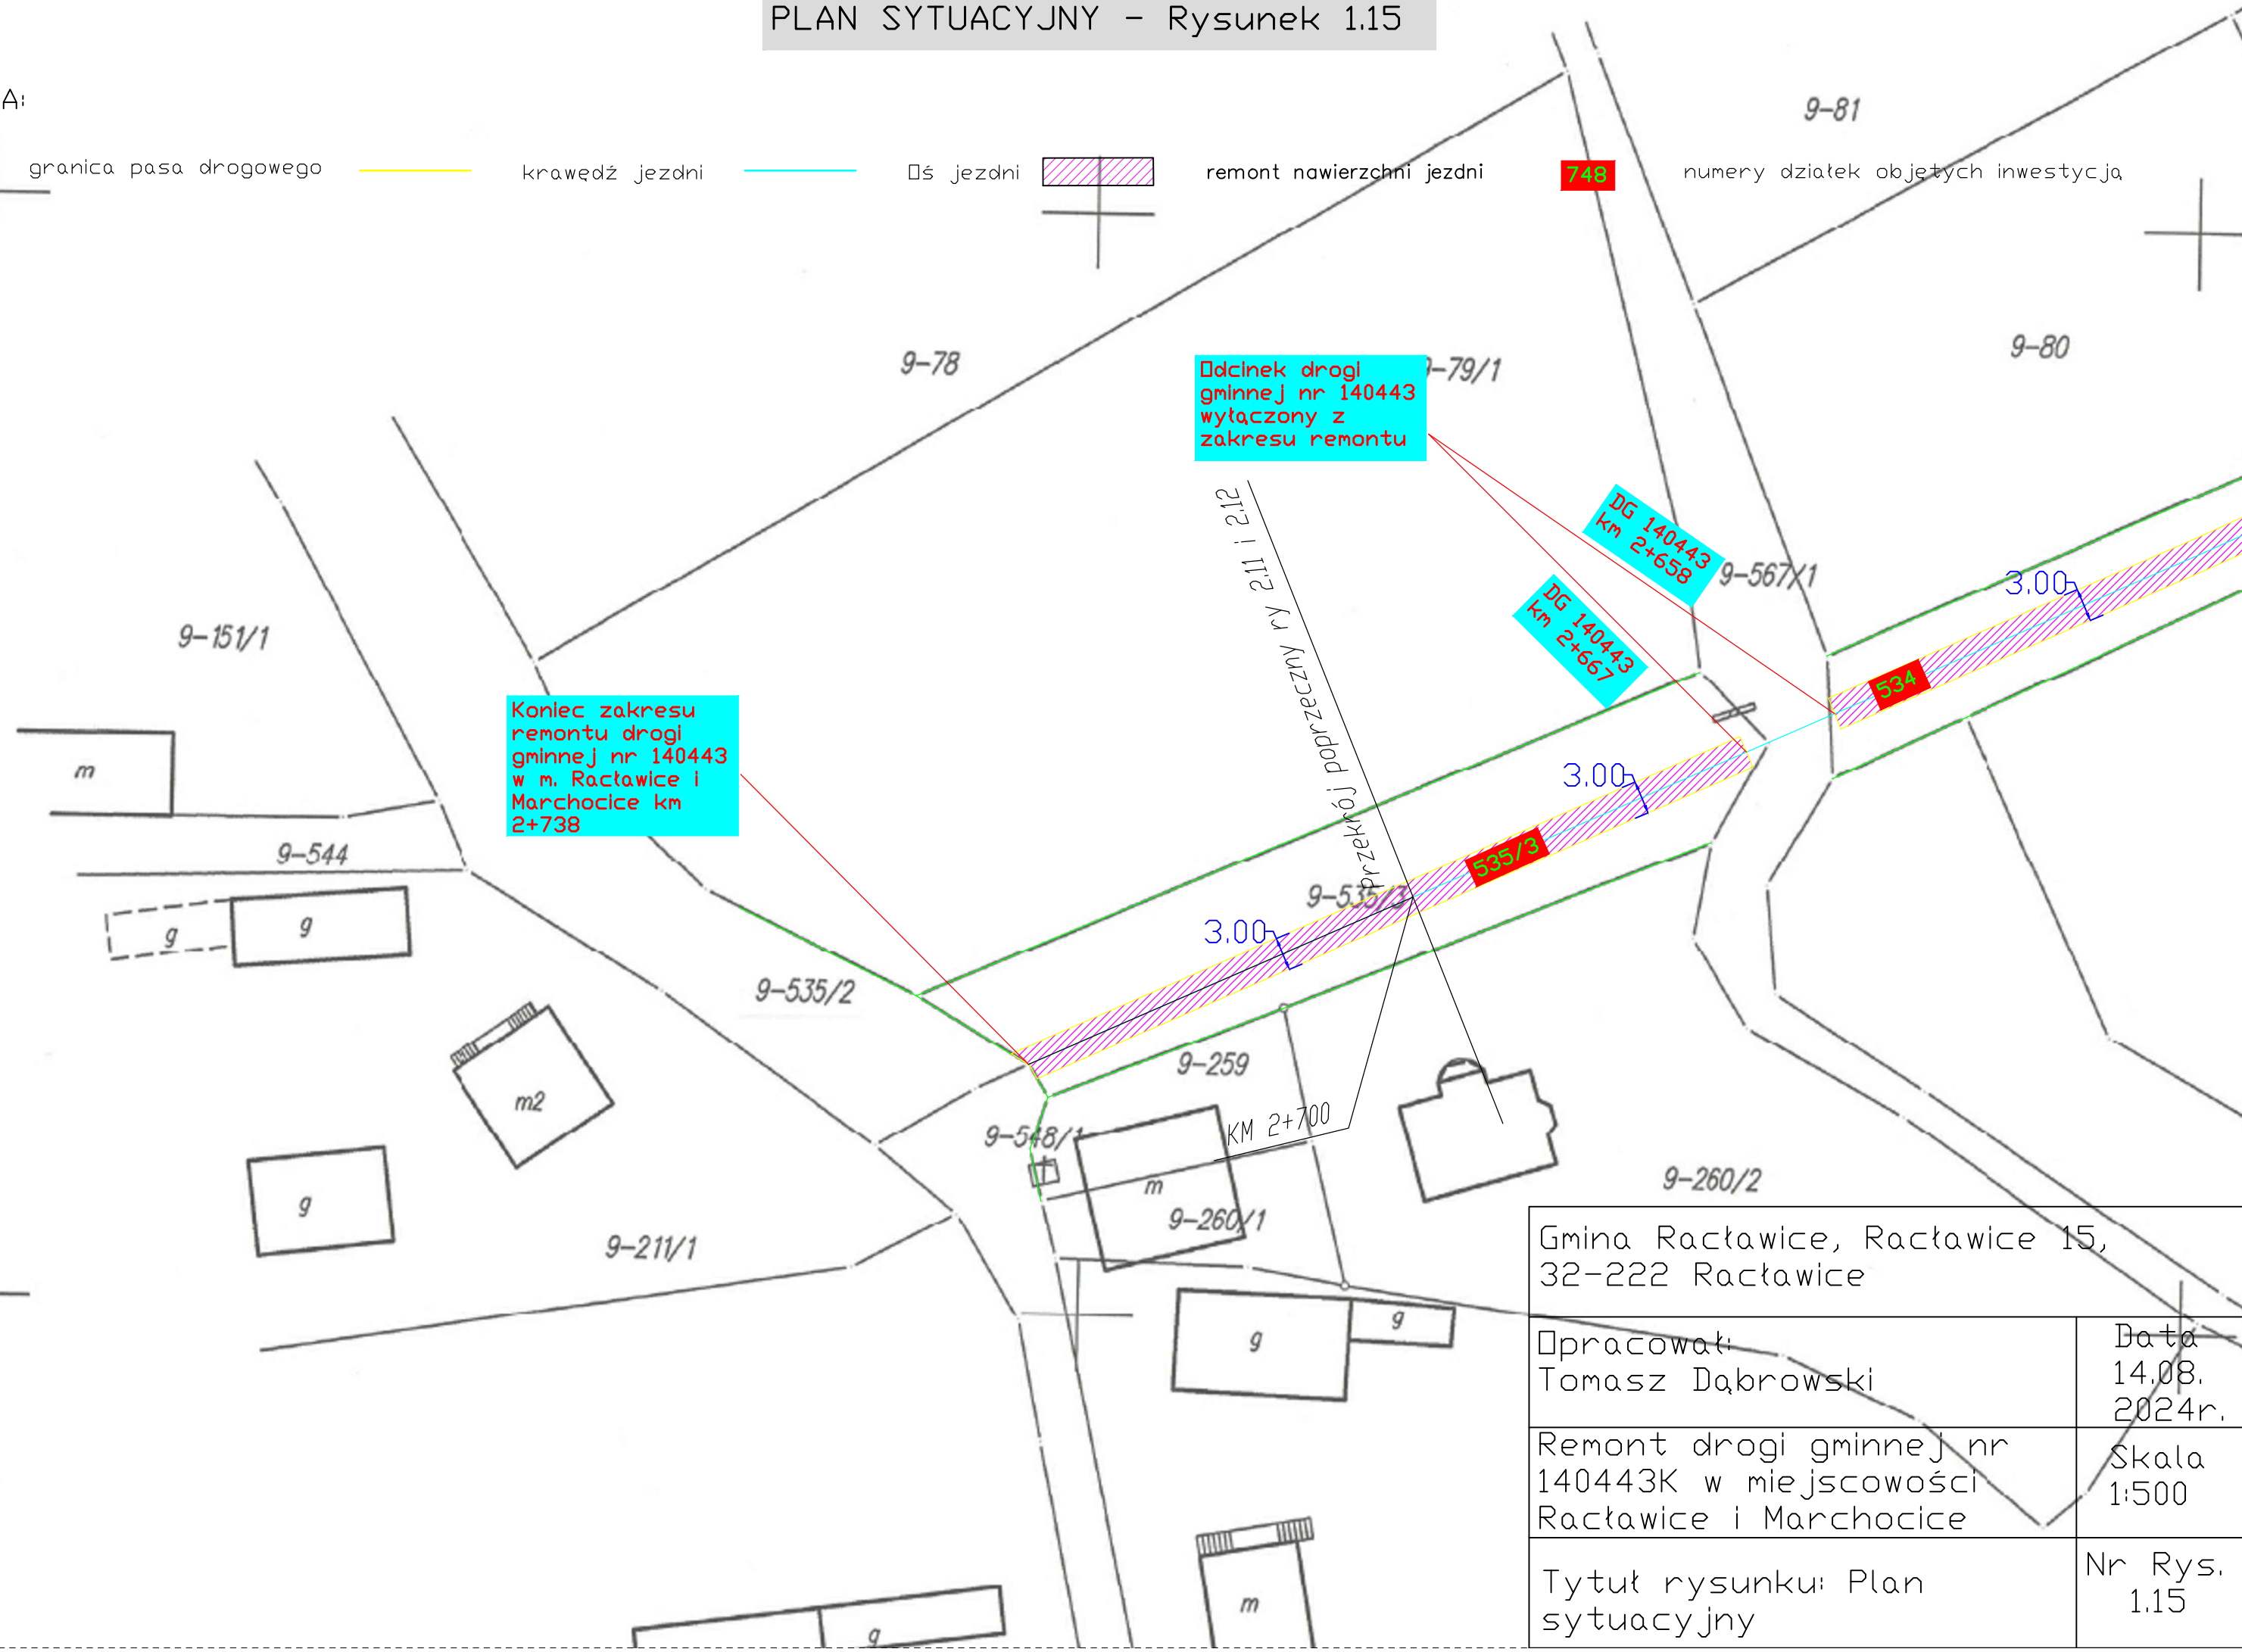 PLAN SYTUACYJNY - Rysunek 1.15
A:
granica pasa drogowego
krawędź jezdni
Oś jezdni
remont nawierzchni jezdni
748
numery działek objętych inwestycją
9-81
9-80
9-78
9-79/1
Odcinek drogi
gminnej nr 140443
wyłączony z
zakresu remontu
Przekrój poprzeczny ry 2.11 i 2.12
DG 140443
km 2+658
DG 140443
km 2+667
9-567/1
3.00
534
9-151/1
Koniec zakresu
remontu drogi
gminnej nr 140443
w m. Racławice i
Marchocice km
2+738
m
3.00
535/3
9-544
9-535/3
3.00
g
g
9-535/2
9-259
m2
KM 2+700
9-548/1
m
9-260/2
g
9-260/1
9-211/1
g
g
m
g
Gmina Racławice, Racławice 15,
32-222 Racławice
Opracował:
Tomasz Dąbrowski
Data
14.08.
2024r.
Remont drogi gminnej nr
140443K w miejscowości
Racławice i Marchocice
Skala
1:500
Tytuł rysunku: Plan
sytuacyjny
Nr Rys.
1.15